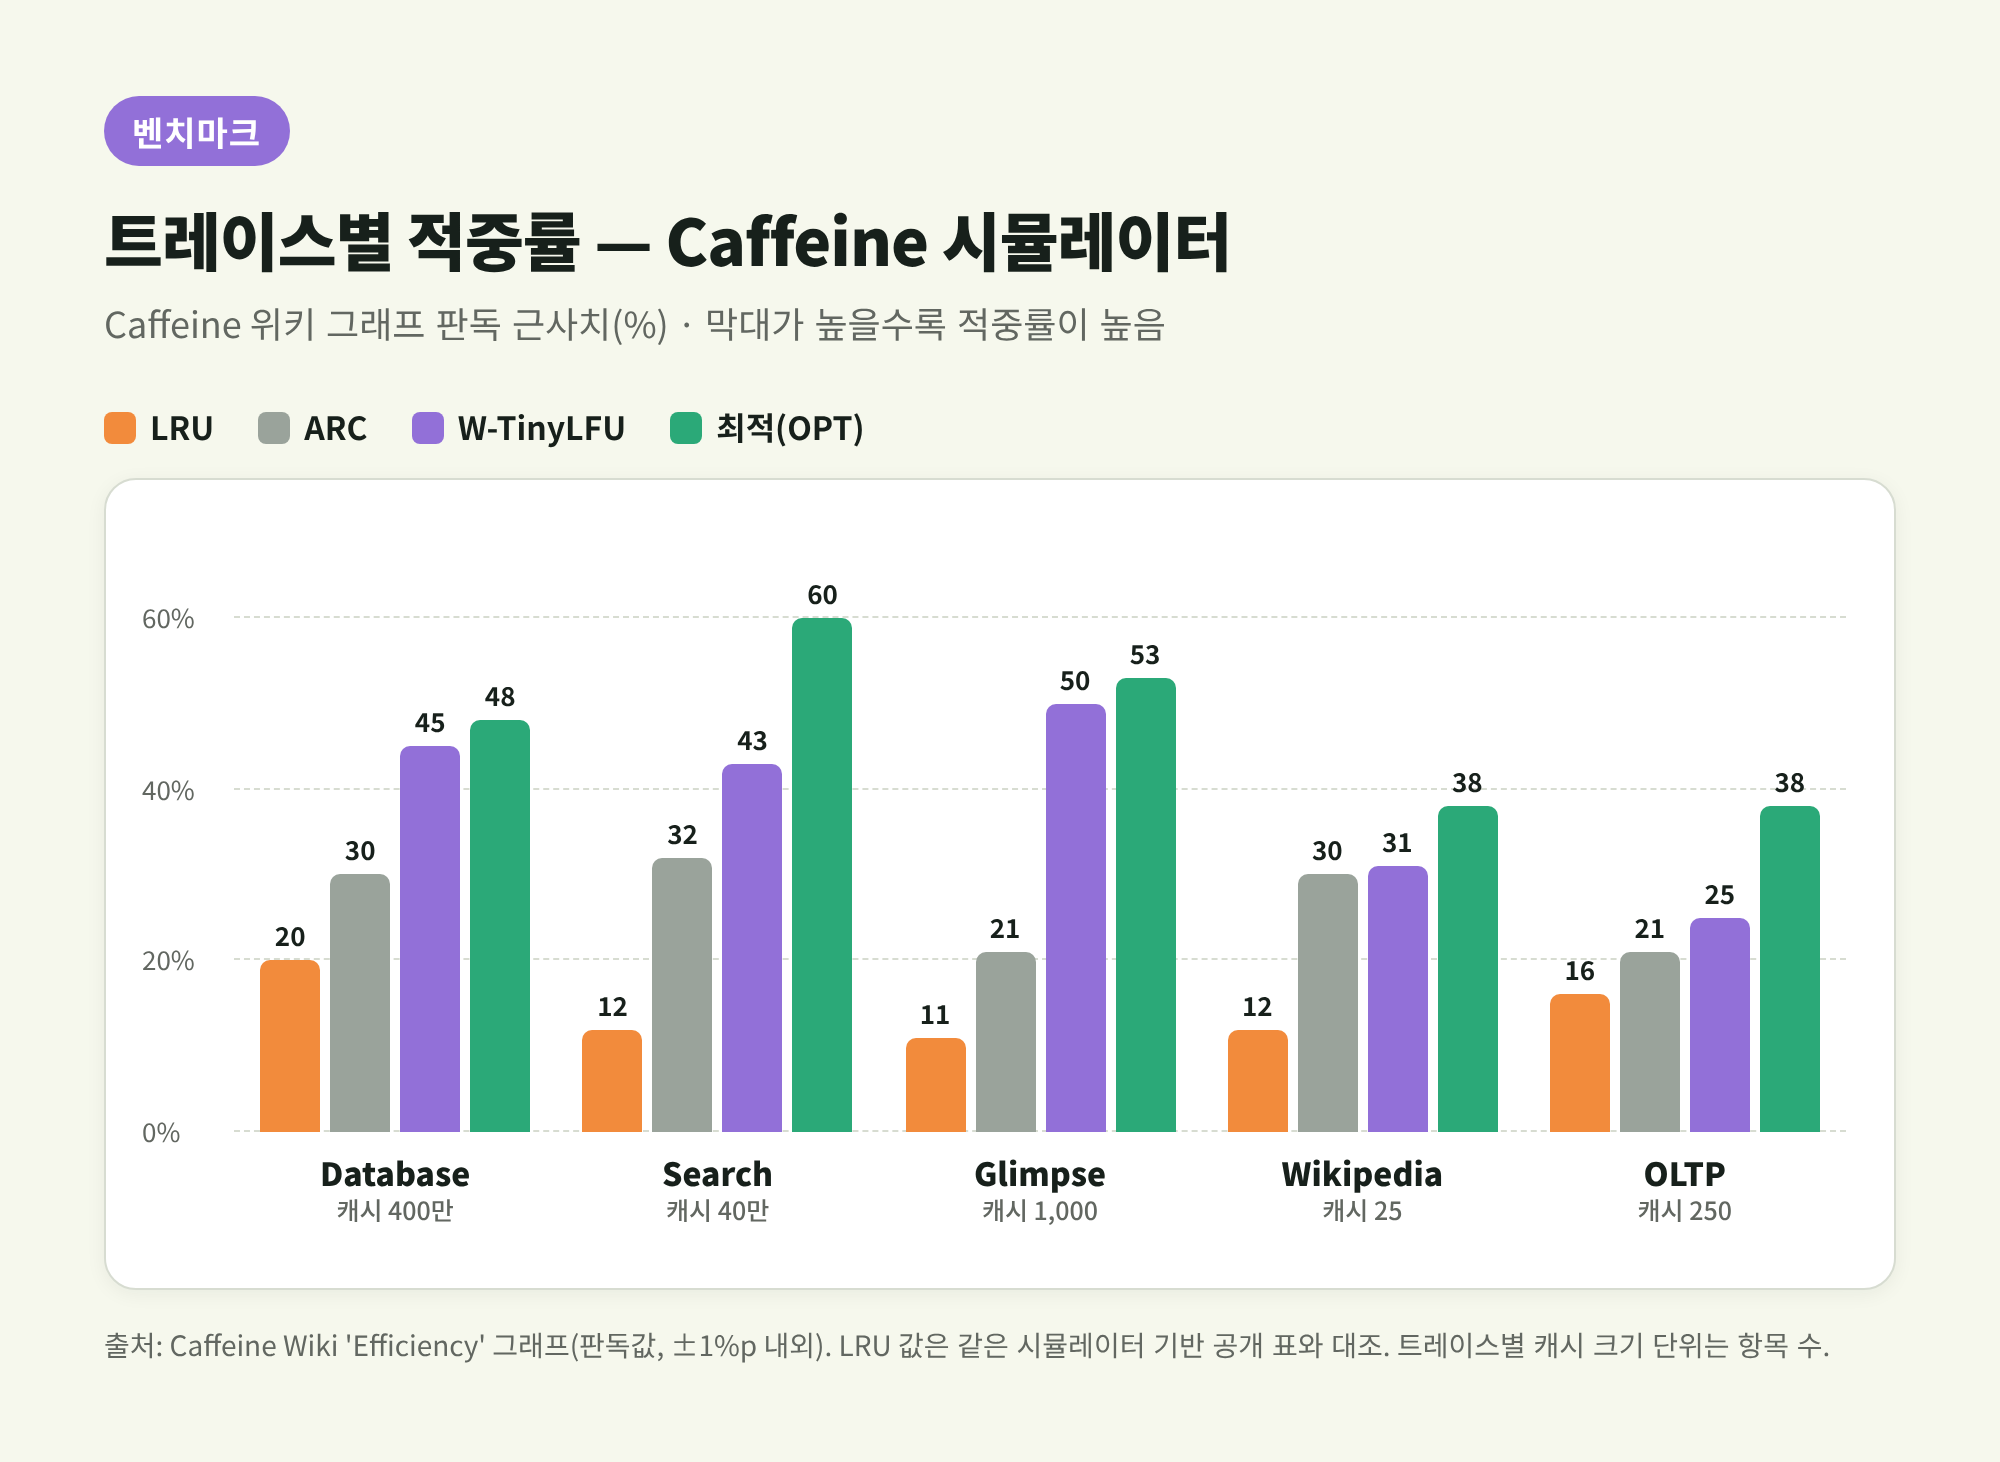 벤치마크
트레이스별 적중률 — Caffeine 시뮬레이터
Caffeine 위키 그래프 판독 근사치(%) · 막대가 높을수록 적중률이 높음
LRU ARC W-TinyLFU 최적(OPT)
60%
40%
20%
0%
20 30 45 48
12 32 43 60
11 21 50 53
12 30 31 38
16 21 25 38
Database Search Glimpse Wikipedia OLTP
캐시 400만 캐시 40만 캐시 1,000 캐시 25 캐시 250
출처: Caffeine Wiki 'Efficiency' 그래프(판독값, ±1%p 내외). LRU 값은 같은 시뮬레이터 기반 공개 표와 대조. 트레이스별 캐시 크기 단위는 항목 수.